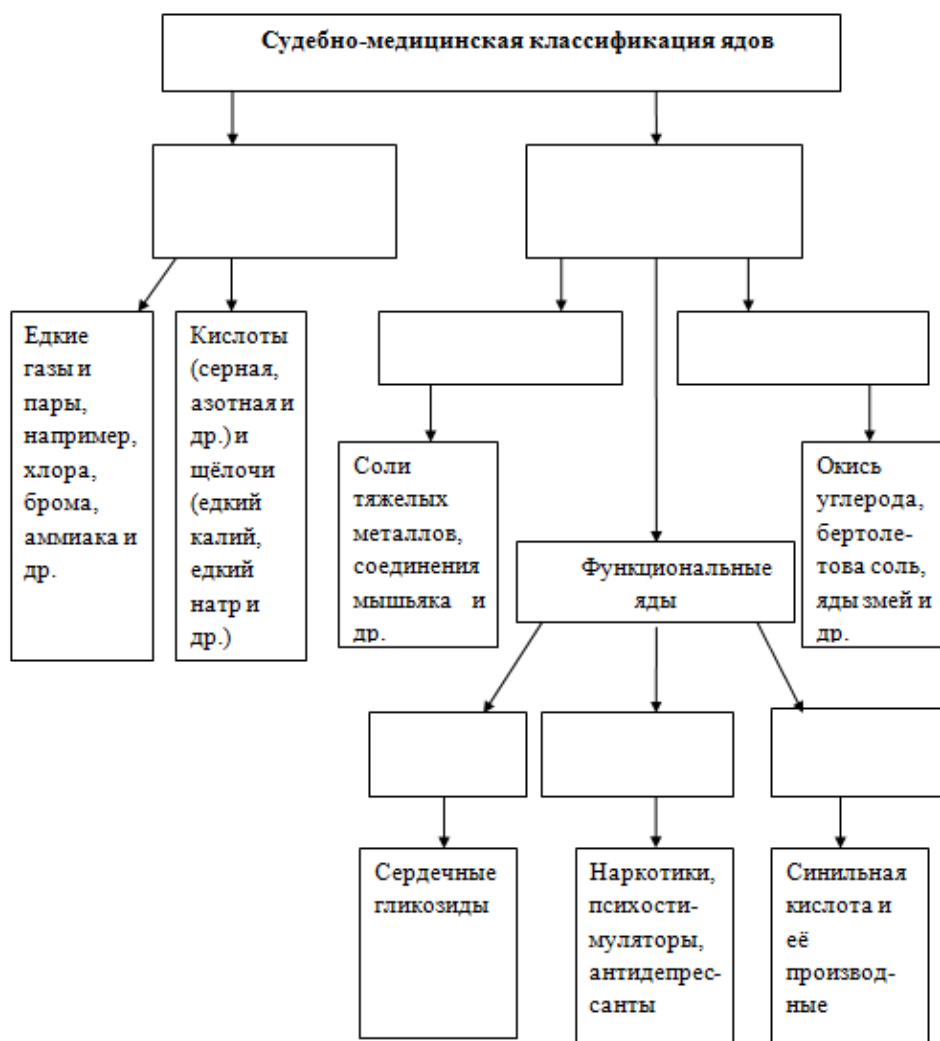 Судебно-медицинская классификация ядов
Едкие
газы и
пары,
например,
хлора,
брома,
аммиака и
др.
Кислоты
(серная,
азотная и
др.) и
щёлочи
(едкий
калий,
едкий
натр и
др.)
Соли
тяжелых
металлов,
соединения
мышьяка и
др.
Окись
углерода,
бертоле-
това соль,
яды змей и
др.
Функциональные
яды
Сердечные
гликозиды
Наркотики,
психости-
муляторы,
антидепрес-
санты
Синильная
кислота и
её
производ-
ные